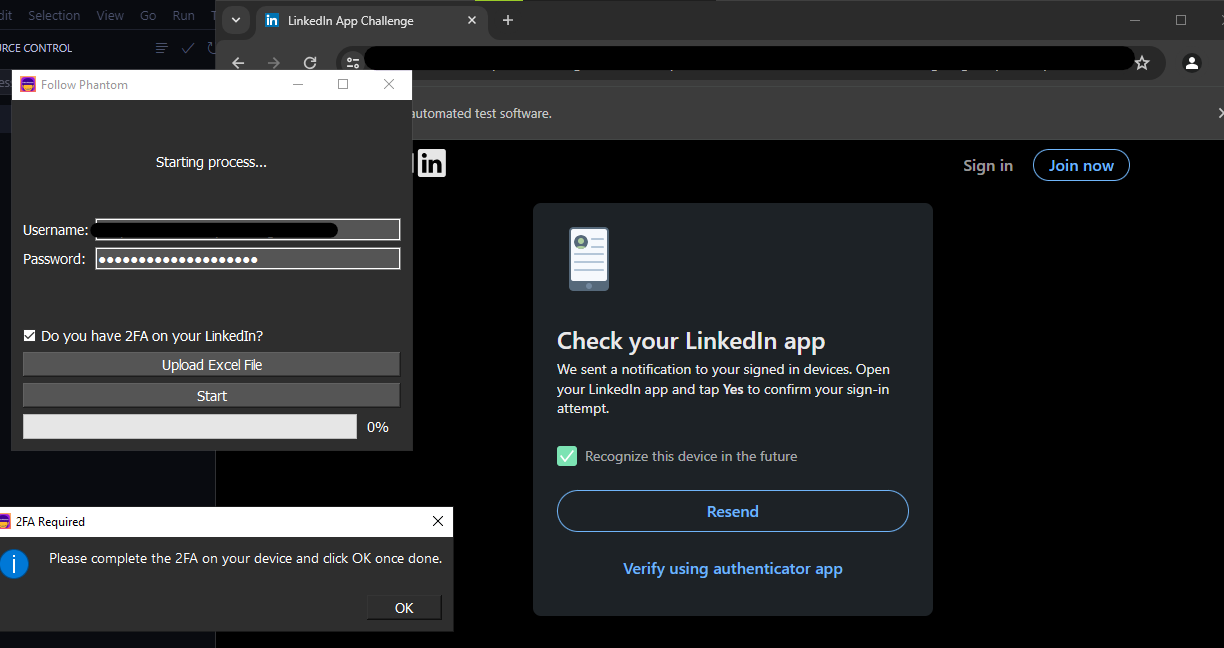 dit Selection View Go Run
LinkedIn App Challenge
RCE CONTROL
Follow Phantom
automated test software.
Starting process...
in
Sign in
Join now
Username:
Password:
Check your LinkedIn app
We sent a notification to your signed in devices. Open
your LinkedIn app and tap Yes to confirm your sign-in
attempt.
Do you have 2FA on your LinkedIn?
Upload Excel File
Start
0%
Recognize this device in the future
Resend
Verify using authenticator app
2FA Required
Please complete the 2FA on your device and click OK once done.
OK